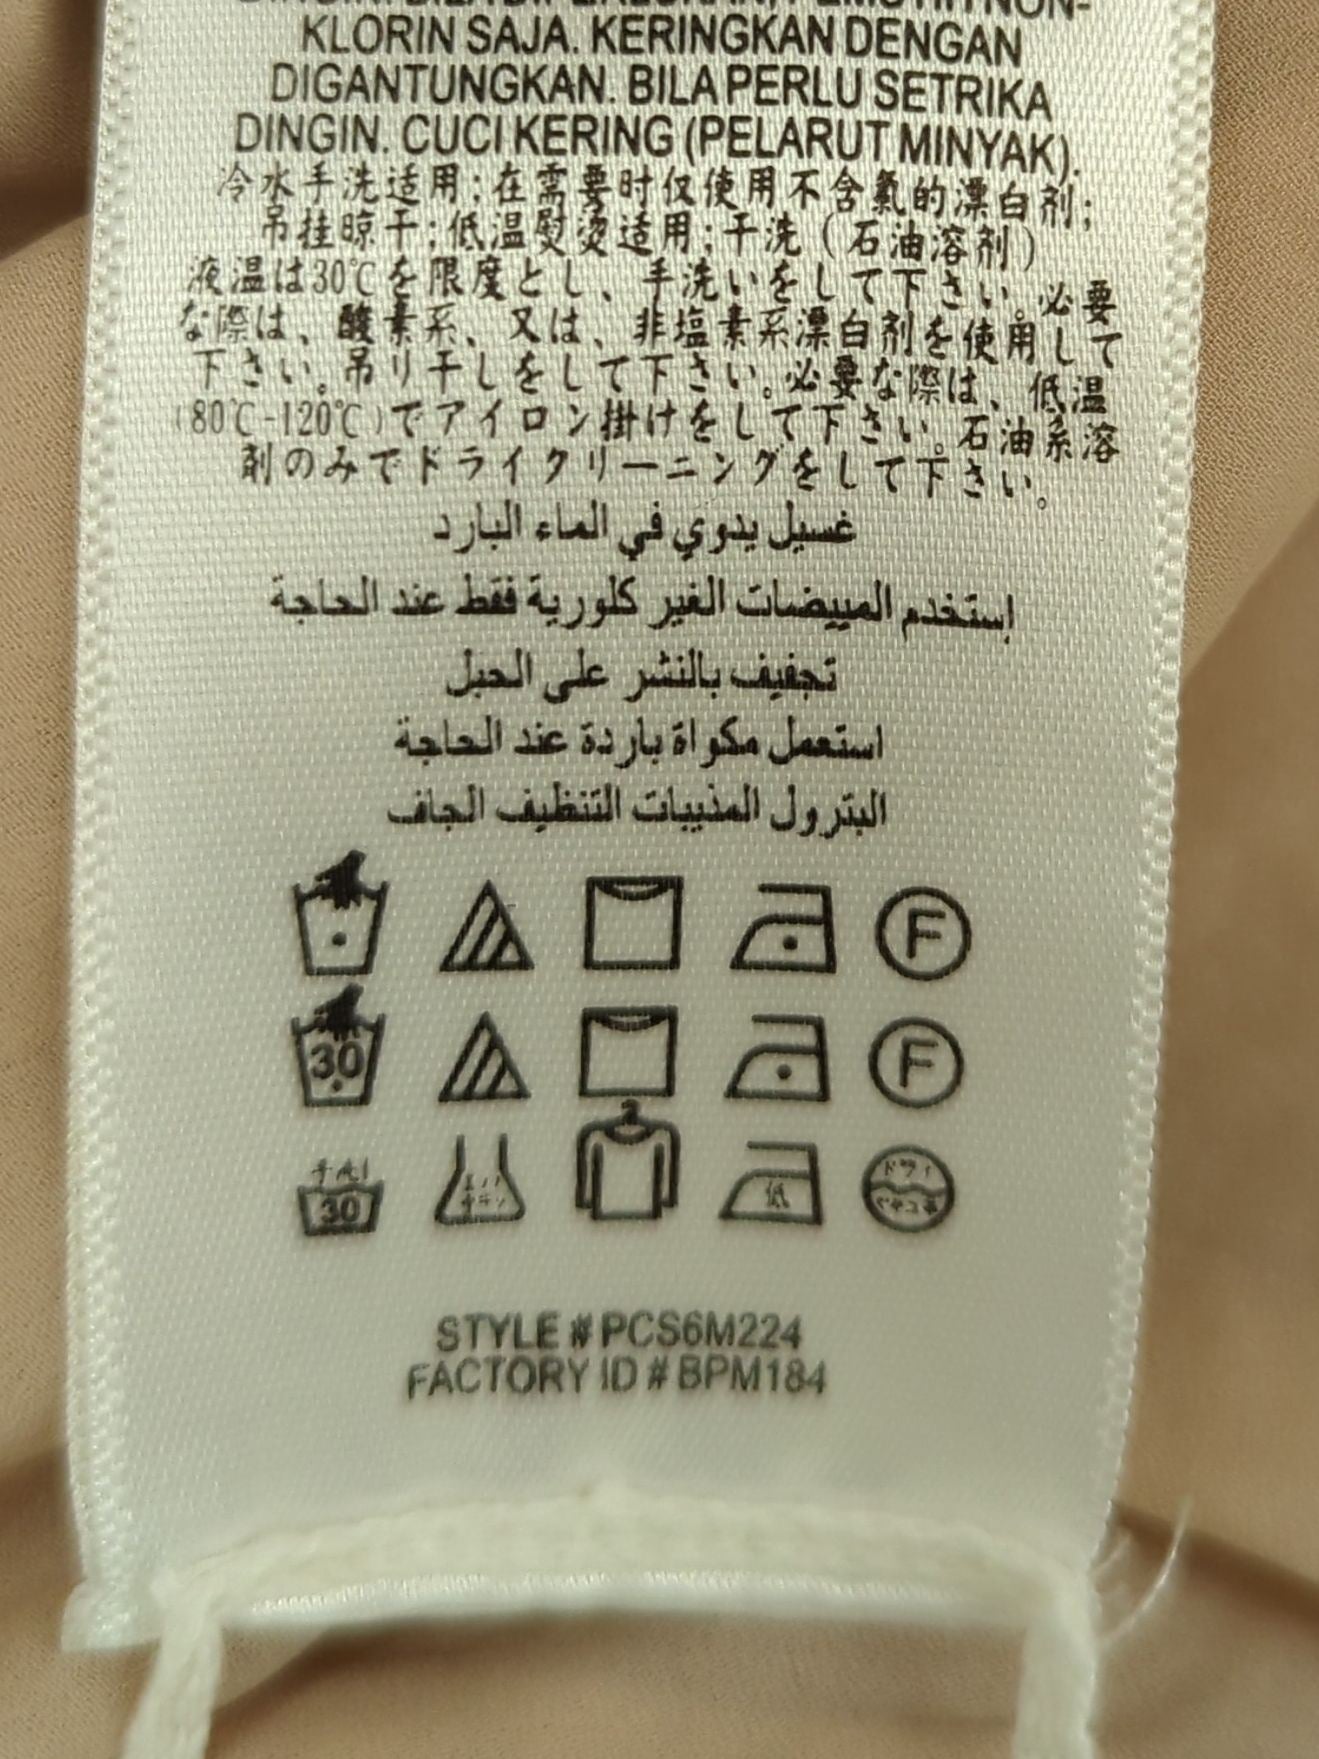 KLORIN SAJA. KERINGKAN DENGAN
DIGANTUNGKAN. BILA PERLU SETRIKA
DINGIN. CUCI KERING (PELARUT MINYAK).
冷水手洗适用;在需要时仅使用不含氯的漂白剂;
吊挂晾干;低温熨烫适用;干洗(石油溶剂)
液温は30℃を限度とし、手洗いをして下さい。必要
な際は、酸素系、又は、非塩素系漂白剤を使用して
下さい。吊り干しをして下さい。必要な際は、低温
(80℃-120℃)でアイロン掛けをして下さい。石油系溶
剤のみでドライクリーニングをして下さい。
غسيل يدوي في الماء البارد
إستخدم المبيضات الغير كلورية فقط عند الحاجة
تجفيف بالنشر على الحبل
استعمل مكواة باردة عند الحاجة
البترول المذيبات التنظيف الجاف
F
30 F
手洗イ 30 低 ドライ
STYLE # PCS6M224
FACTORY ID # BPM184